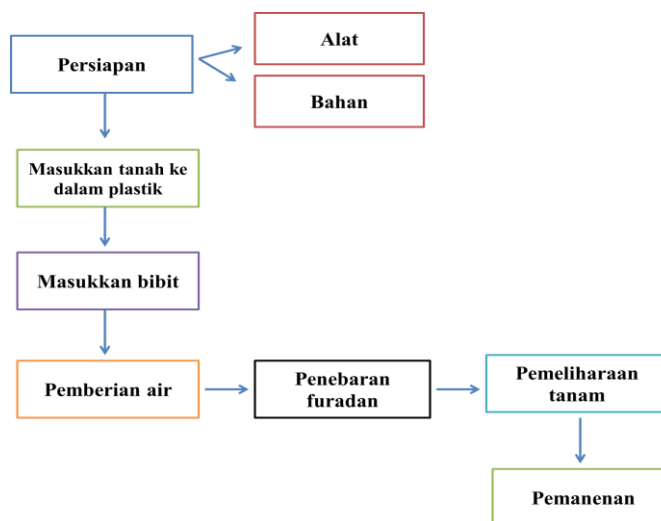 Persiapan
Alat
Bahan
Masukkan tanah ke
dalam plastik
Masukkan bibit
Pemberian air
Penebaran
furadan
Pemeliharaan
tanam
Pemanenan